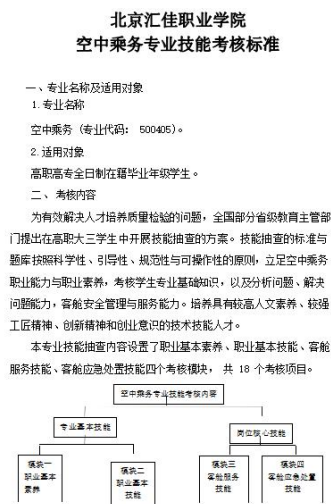 北京汇佳职业学院
空中乘务专业技能考核标准
一、专业名称及适用对象
1.专业名称
空中乘务（专业代码：500405）。
2.适用对象
高职高专全日制在籍毕业年级学生。
二、考核内容
为有效解决人才培养质量检验的问题，全国部分省级教育主管部
门提出在高职大三学生中开展技能抽查的方案。技能抽查的标准与
题库按照科学性、引导性、规范性与可操作性的原则，立足空中乘务
职业能力与职业素养，考核学生专业基础知识，以及分析问题、解决
问题能力，客舱安全管理与服务能力。培养具有较高人文素养、较强
工匠精神、创新精神和创业意识的技术技能人才。
本专业技能抽查内容设置了职业基本素养、职业基本技能、客舱
服务技能、客舱应急处置技能四个考核模块，共 18 个考核项目。
空中乘务专业技能考核内容
专业基本技能
岗位核心技能
模块一
职业基本
素养
模块二
职业基本
技能
模块三
客舱服务
技能
模块四
客舱应急处置
技能